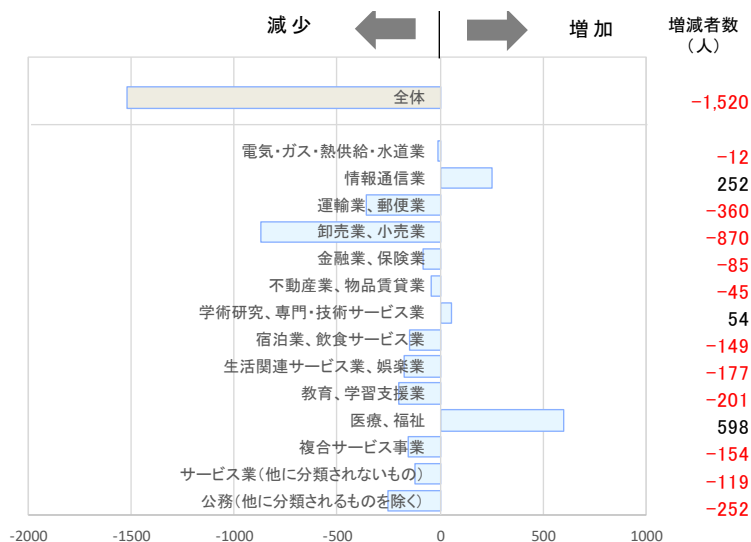 減少
増加
増減者数
（人）
全体 -1,520
電気・ガス・熱供給・水道業 -12
情報通信業 252
運輸業、郵便業 -360
卸売業、小売業 -870
金融業、保険業 -85
不動産業、物品賃貸業 -45
学術研究、専門・技術サービス業 54
宿泊業、飲食サービス業 -149
生活関連サービス業、娯楽業 -177
教育、学習支援業 -201
医療、福祉 598
複合サービス事業 -154
サービス業（他に分類されないもの） -119
公務（他に分類されるものを除く） -252
-2000 -1500 -1000 -500 0 500 1000